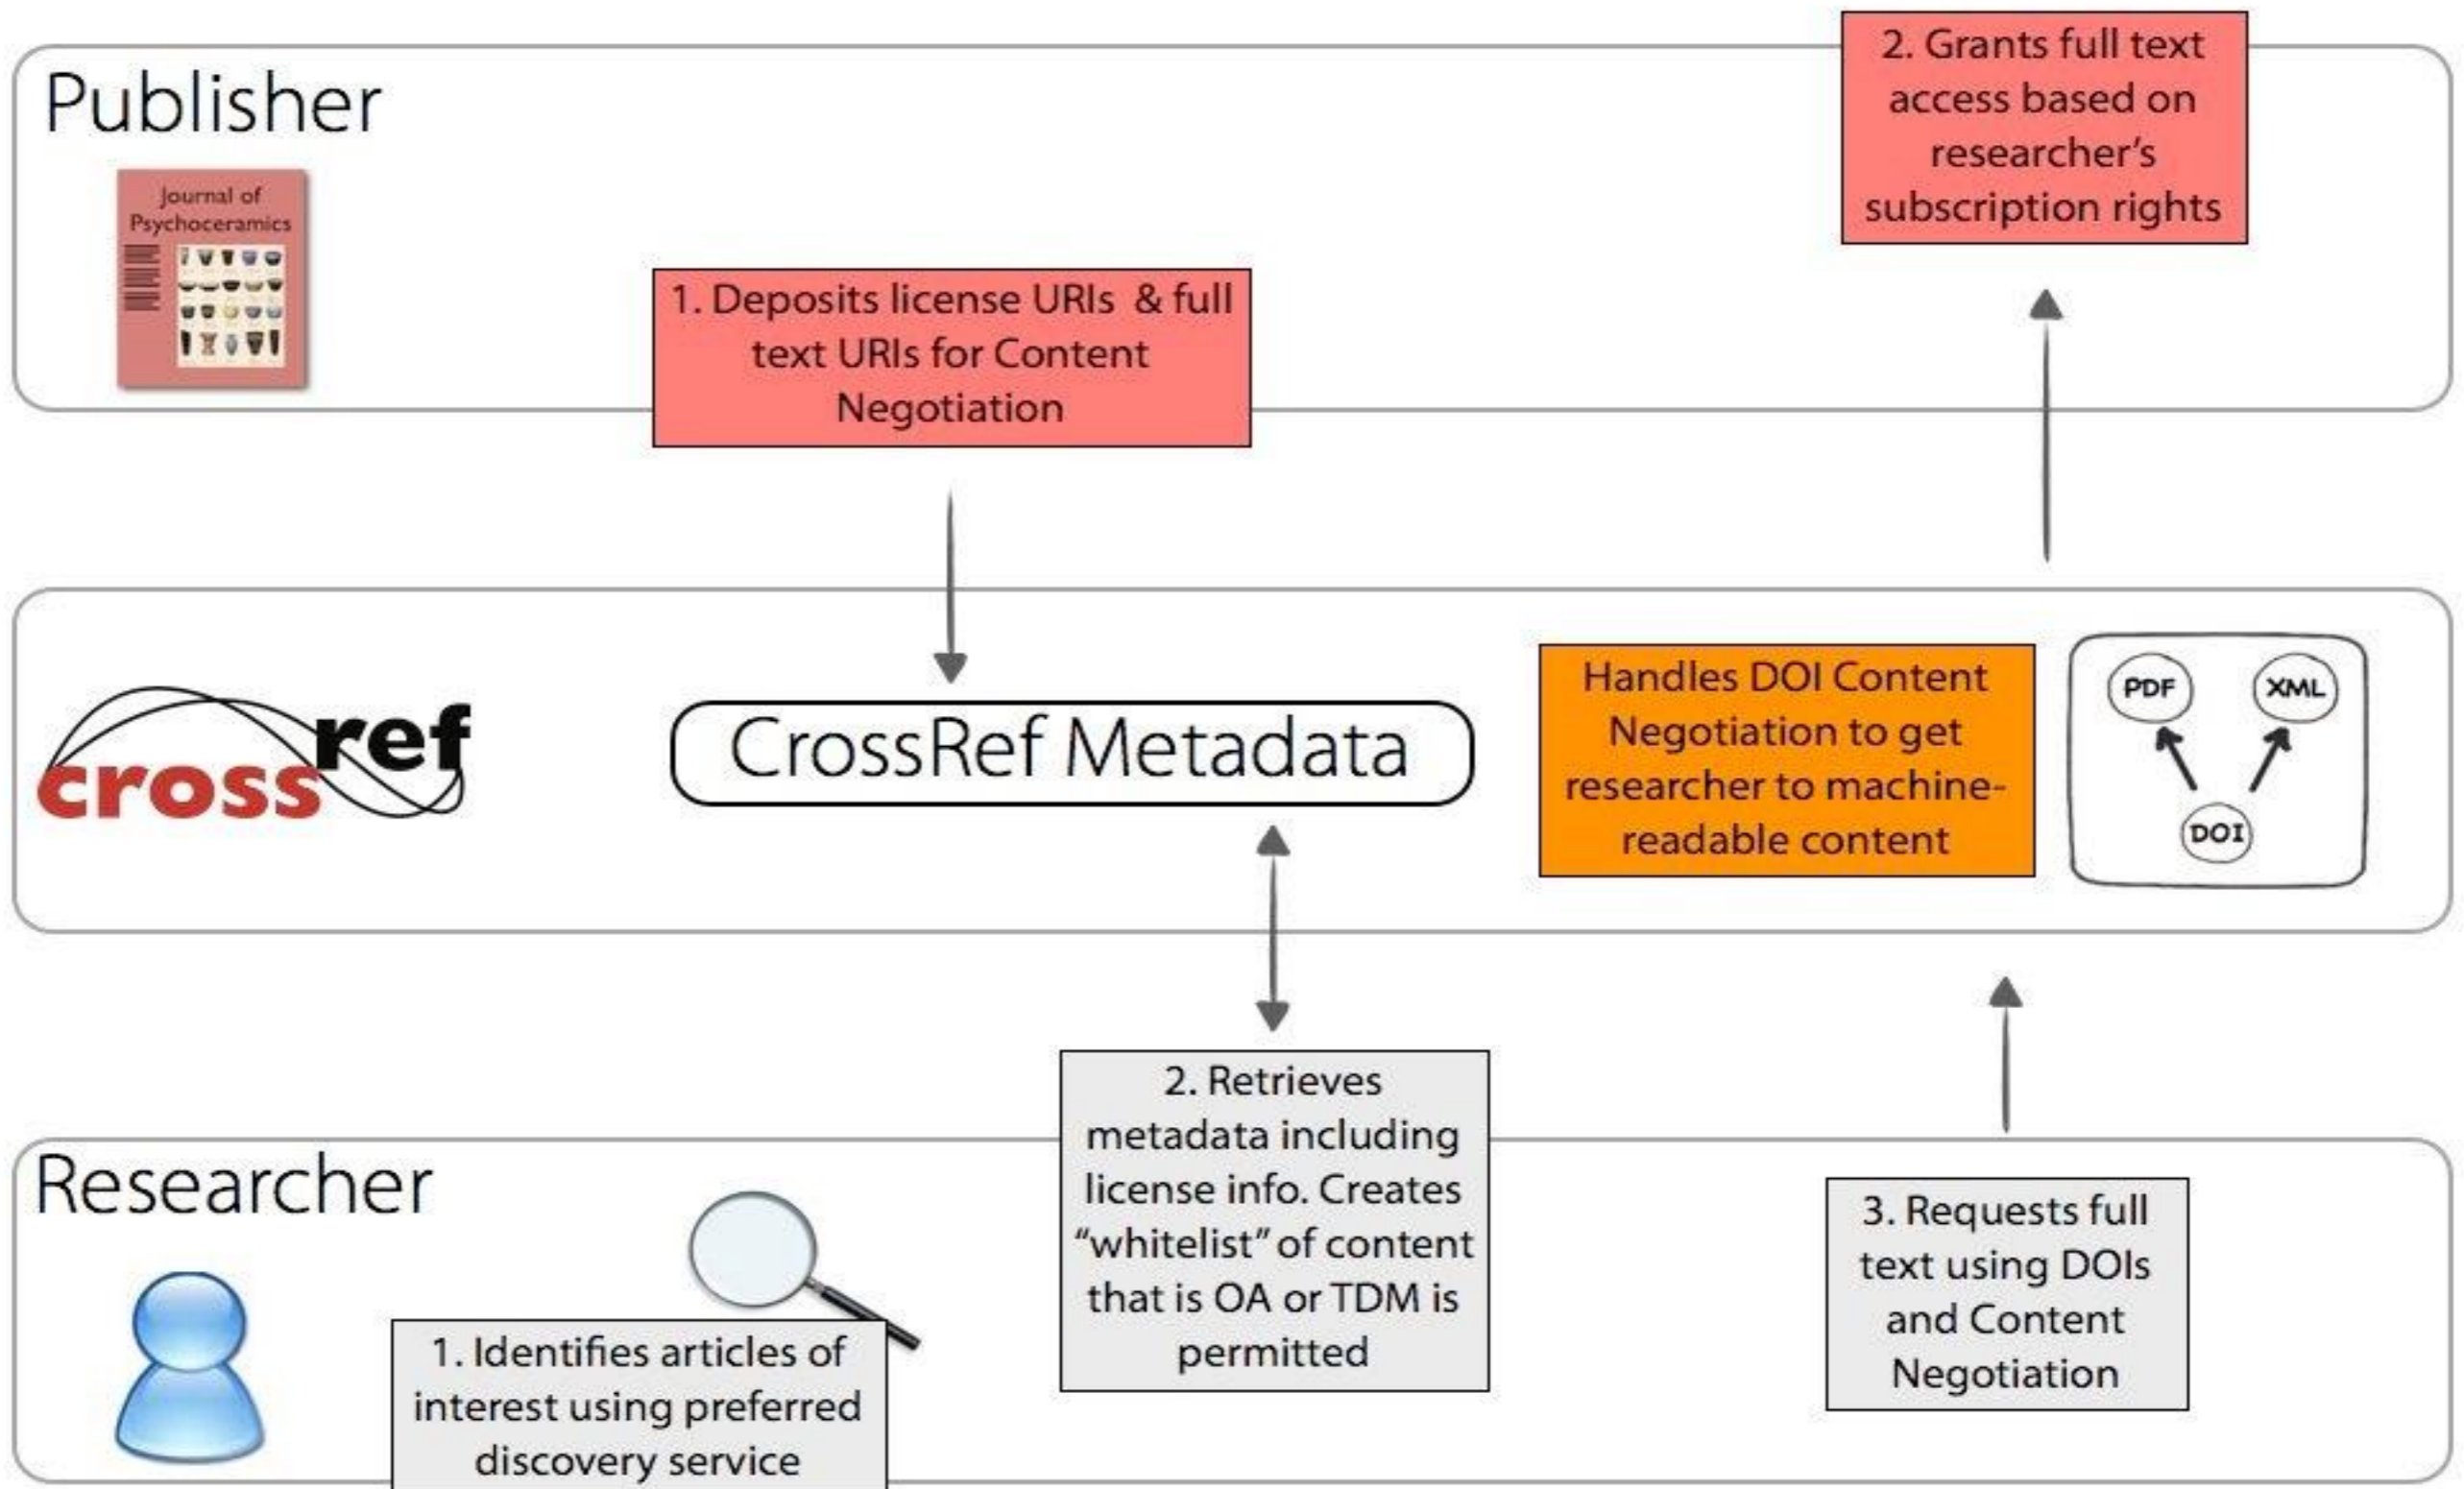 Publisher
Journal of
Psychoceramics
1. Deposits license URIs & full
text URIs for Content
Negotiation
2. Grants full text
access based on
researcher's
subscription rights
crossref
CrossRef Metadata
Handles DOI Content
Negotiation to get
researcher to machine-
readable content
PDF
XML
DOI
Researcher
1. Identifies articles of
interest using preferred
discovery service
2. Retrieves
metadata including
license info. Creates
“whitelist” of content
that is OA or TDM is
permitted
3. Requests full
text using DOIs
and Content
Negotiation